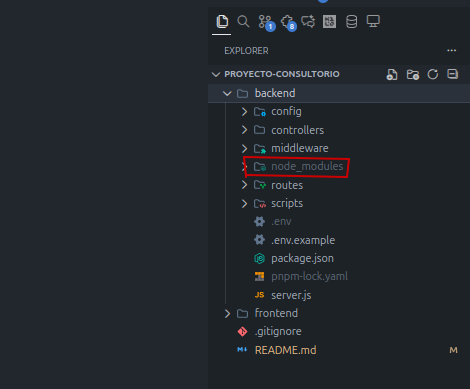 1
8
EXPLORER
PROYECTO-CONSULTORIO
backend
config
controllers
middleware
node_modules
routes
scripts
.env
.env.example
package.json
pnpm-lock.yaml
JS server.js
frontend
.gitignore
README.md M